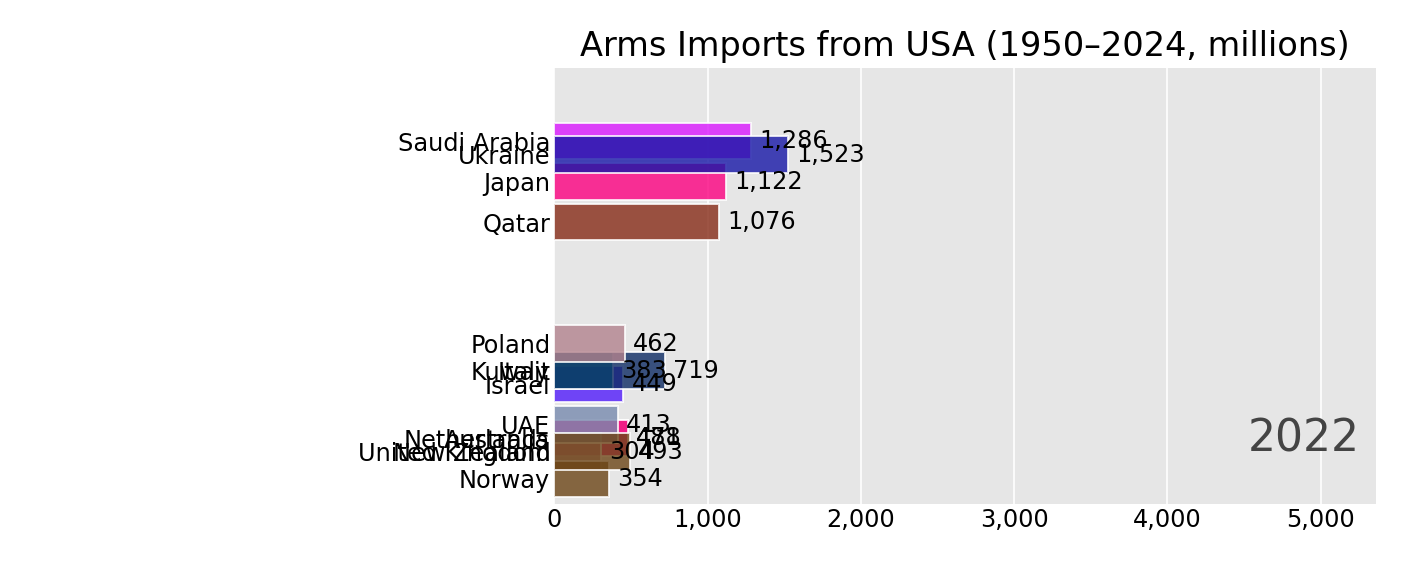 Arms Imports from USA (1950–2024, millions)
Saudi Arabia 1,286
Ukraine 1,523
Japan 1,122
Qatar 1,076
Poland 462
Kuwait
Italy
383 719
Israel 449
UAE 413
Netherlands
Australia
481
United Kingdom
New Zealand
304 493
Norway 354
2022
0 1,000 2,000 3,000 4,000 5,000